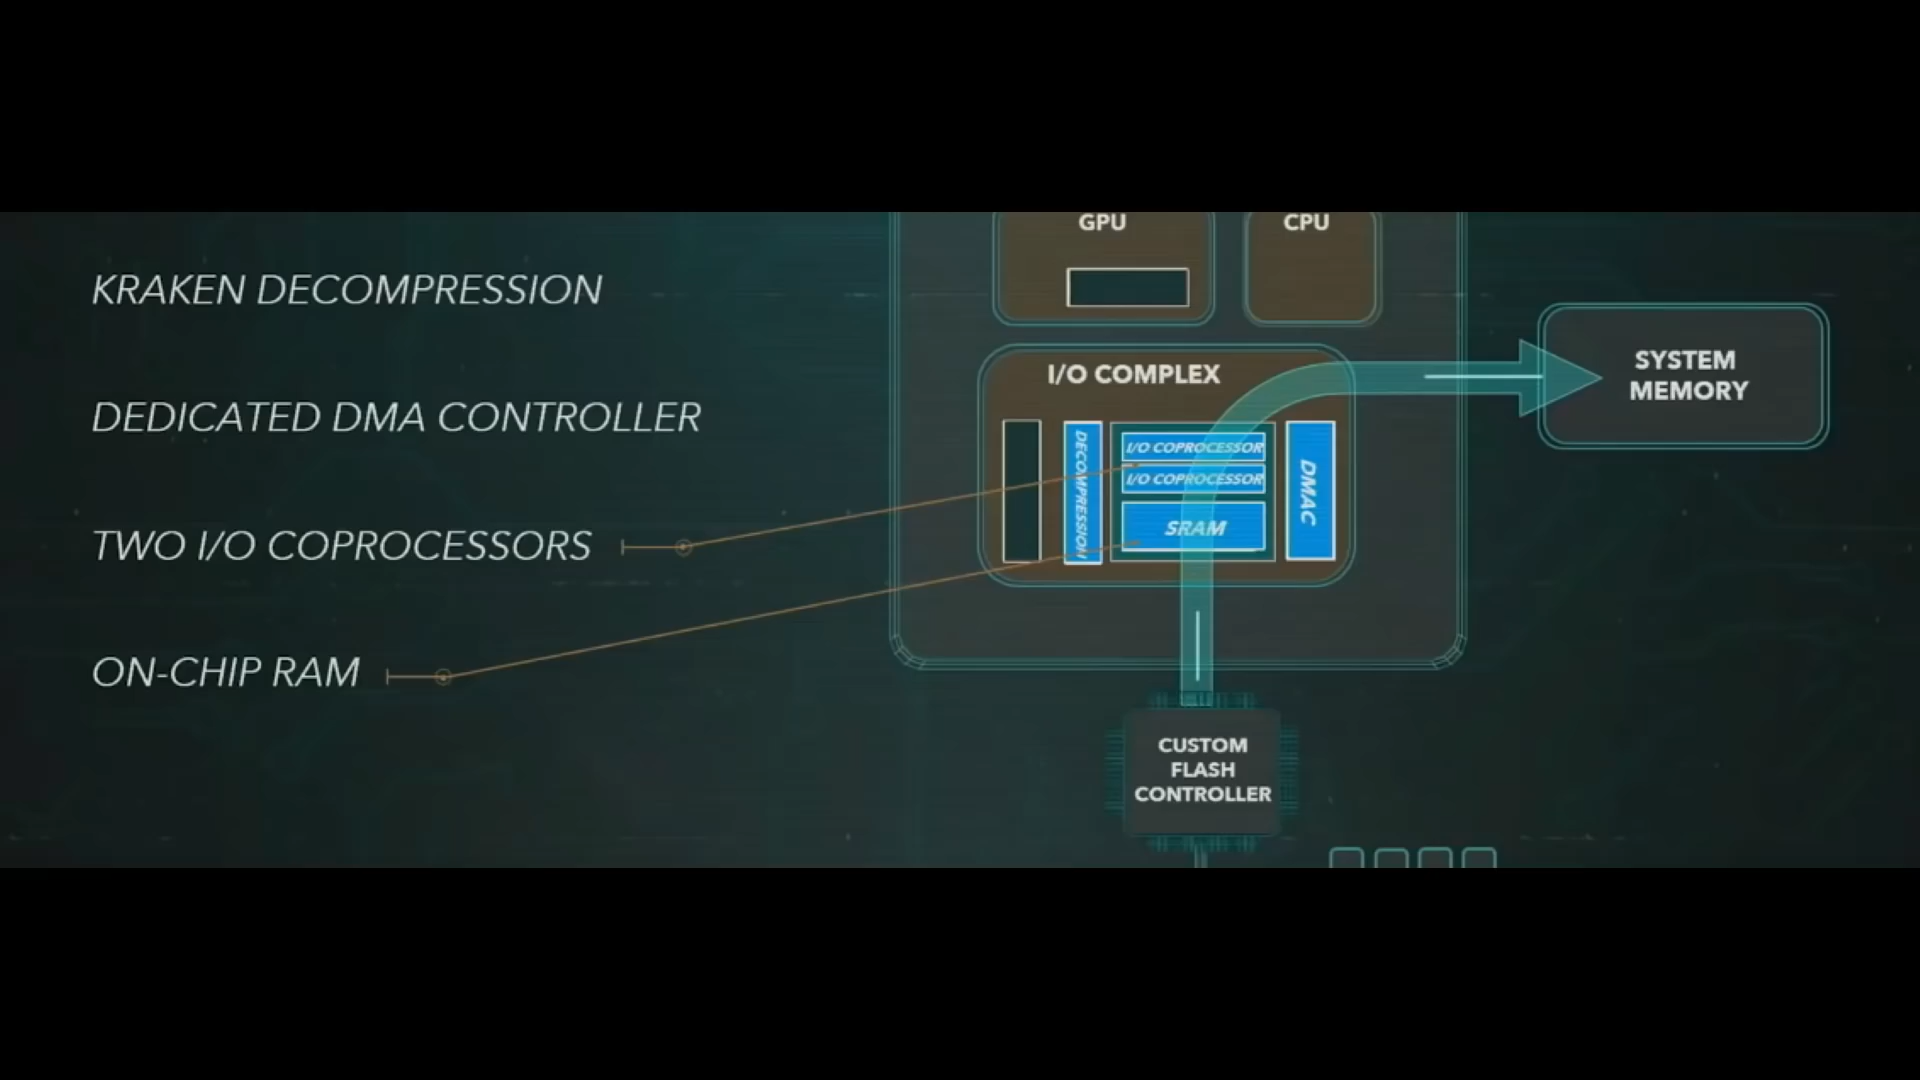 KRAKEN DECOMPRESSION
DEDICATED DMA CONTROLLER
TWO I/O COPROCESSORS
ON-CHIP RAM
GPU
CPU
I/O COMPLEX
DECOMPRESSION
I/O COPROCESSOR
I/O COPROCESSOR
SRAM
DMAC
SYSTEM
MEMORY
CUSTOM
FLASH
CONTROLLER